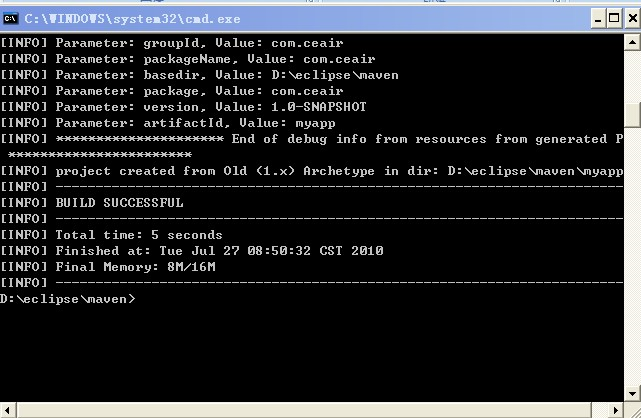 C:\WINDOWS\system32\cmd.exe
[INFO] Parameter: groupId, Value: com.ceair
[INFO] Parameter: packageName, Value: com.ceair
[INFO] Parameter: basedir, Value: D:\eclipse\maven
[INFO] Parameter: package, Value: com.ceair
[INFO] Parameter: version, Value: 1.0-SNAPSHOT
[INFO] Parameter: artifactId, Value: myapp
[INFO] ********************* End of debug info from resources from generated P
***********************
[INFO] project created from Old (1.x) Archetype in dir: D:\eclipse\maven\myapp
[INFO] ------------------------------------------------------------------------
[INFO] BUILD SUCCESSFUL
[INFO] ------------------------------------------------------------------------
[INFO] Total time: 5 seconds
[INFO] Finished at: Tue Jul 27 08:50:32 CST 2010
[INFO] Final Memory: 8M/16M
[INFO] ------------------------------------------------------------------------
D:\eclipse\maven>